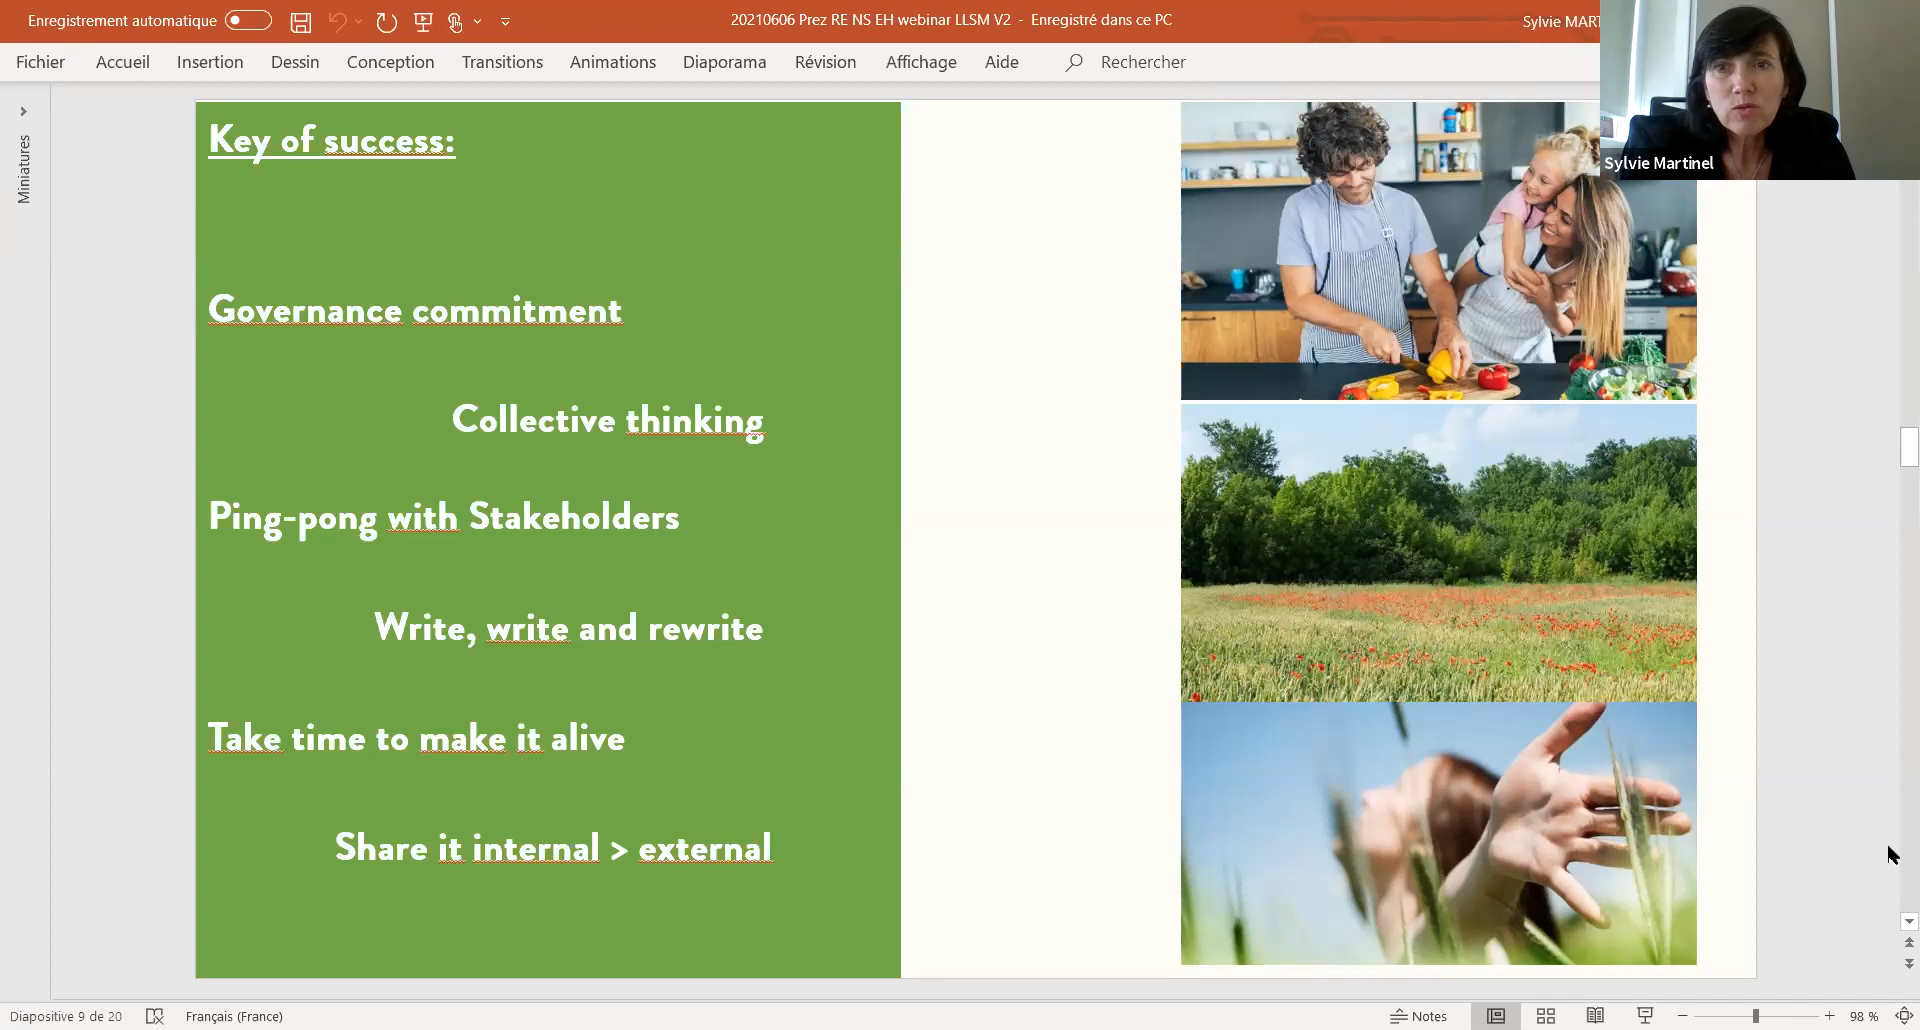 Enregistrement automatique
20210606 Prez RE NS EH webinar LLSM V2 - Enregistré dans ce PC
Sylvie MART
Fichier Accueil Insertion Dessin Conception Transitions Animations Diaporama Révision Affichage Aide Rechercher
Sylvie Martinel
Miniatures
Key of success:
Governance commitment
Collective thinking
Ping-pong with Stakeholders
Write, write and rewrite
Take time to make it alive
Share it internal > external
Diapositive 9 de 20 Français (France) Notes 98 %